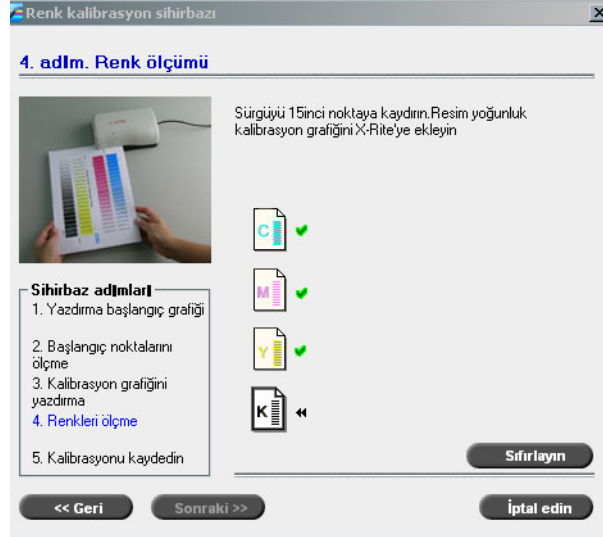 Renk kalibrasyon sihirbazı
4. adIm. Renk ölçümü
Sürgüyü 15inci noktaya kaydırın.Resim yoğunluk
kalibrasyon grafiğini X-Rite'ye ekleyin
C
M
Y
K
Sihirbaz adImlarI
1. Yazdırma başlangıç grafiği
2. Başlangıç noktalarını
ölçme
3. Kalibrasyon grafiğini
yazdırma
4. Renkleri ölçme
5. Kalibrasyonu kaydedin
Sıfırlayın
<< Geri
Sonraki >>
İptal edin